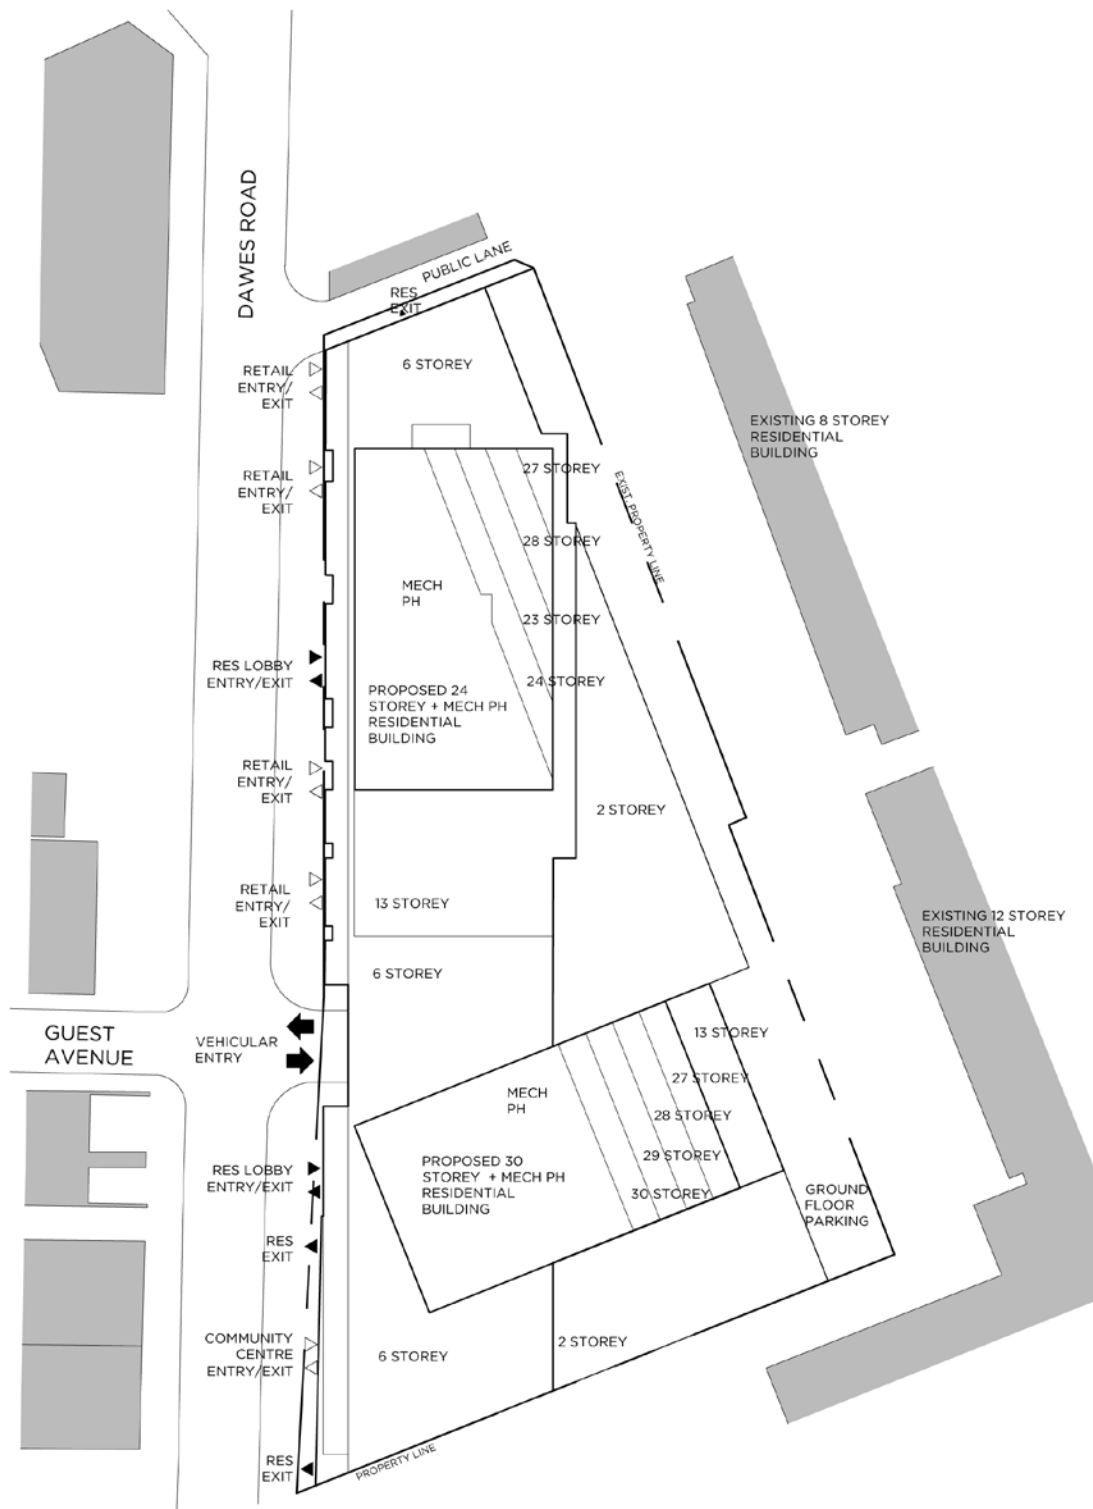 DAWES ROAD
PUBLIC LANE
RES
EXIT
6 STOREY
RETAIL
ENTRY/
EXIT
EXISTING 8 STOREY
RESIDENTIAL
BUILDING
27 STOREY
RETAIL
ENTRY/
EXIT
EXIST. PROPERTY LINE
28 STOREY
MECH
PH
23 STOREY
RES LOBBY
ENTRY/EXIT
24 STOREY
PROPOSED 24
STOREY + MECH PH
RESIDENTIAL
BUILDING
RETAIL
ENTRY/
EXIT
2 STOREY
RETAIL
ENTRY/
EXIT
13 STOREY
EXISTING 12 STOREY
RESIDENTIAL
BUILDING
6 STOREY
GUEST
AVENUE
VEHICULAR
ENTRY
13 STOREY
MECH
PH
27 STOREY
28 STOREY
29 STOREY
30 STOREY
PROPOSED 30
STOREY + MECH PH
RESIDENTIAL
BUILDING
RES LOBBY
ENTRY/EXIT
GROUND
FLOOR
PARKING
RES
EXIT
COMMUNITY
CENTRE
ENTRY/EXIT
6 STOREY
2 STOREY
RES
EXIT
PROPERTY LINE